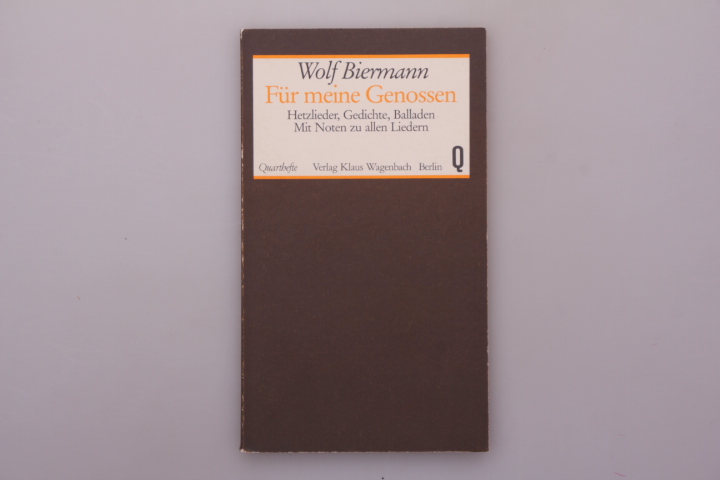 Wolf Biermann
Für meine Genossen
Hetzlieder, Gedichte, Balladen
Mit Noten zu allen Liedern
Quarthefte Verlag Klaus Wagenbach Berlin Q